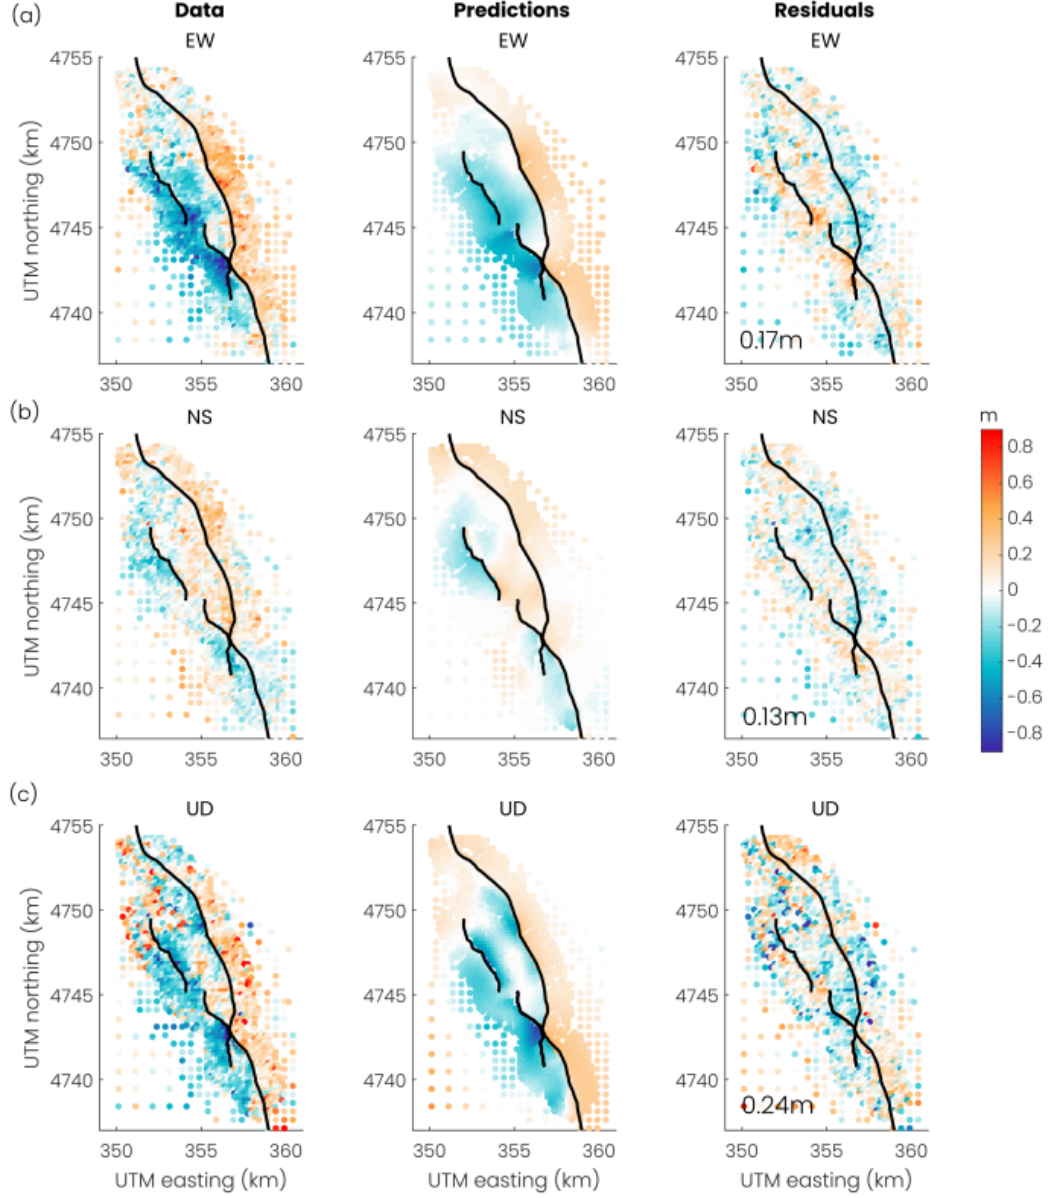 (a)
Data Predictions Residuals
EW EW EW
4755 4755 4755
4750 4750 4750
4745 4745 4745
4740 4740 4740
UTM northing (km)
0.17m
350 355 360 350 355 360 350 355 360
(b)
NS NS NS
4755 4755 4755
4750 4750 4750
4745 4745 4745
4740 4740 4740
UTM northing (km)
0.13m
350 355 360 350 355 360 350 355 360
m
0.8
0.6
0.4
0.2
0
−0.2
−0.4
−0.6
−0.8
(c)
UD UD UD
4755 4755 4755
4750 4750 4750
4745 4745 4745
4740 4740 4740
UTM northing (km)
0.24m
350 355 360 350 355 360 350 355 360
UTM easting (km) UTM easting (km) UTM easting (km)